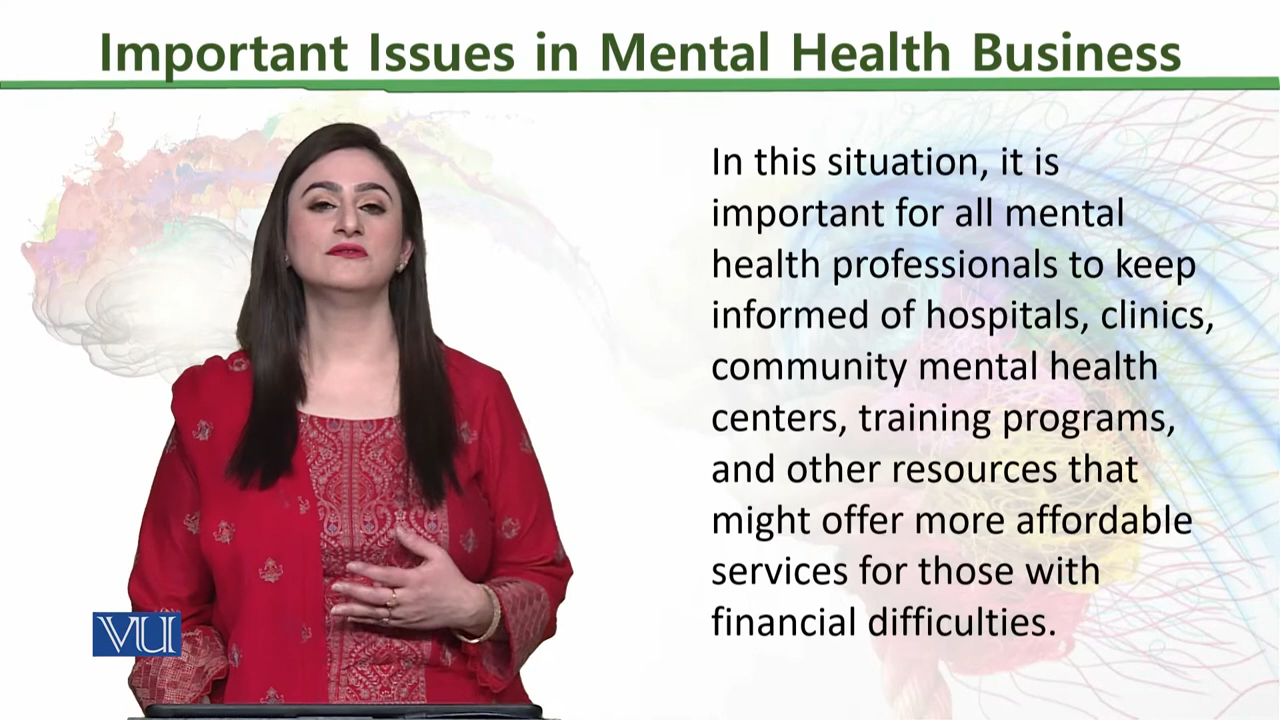 Important Issues in Mental Health Business
In this situation, it is
important for all mental
health professionals to keep
informed of hospitals, clinics,
community mental health
centers, training programs,
and other resources that
might offer more affordable
services for those with
financial difficulties.
VU